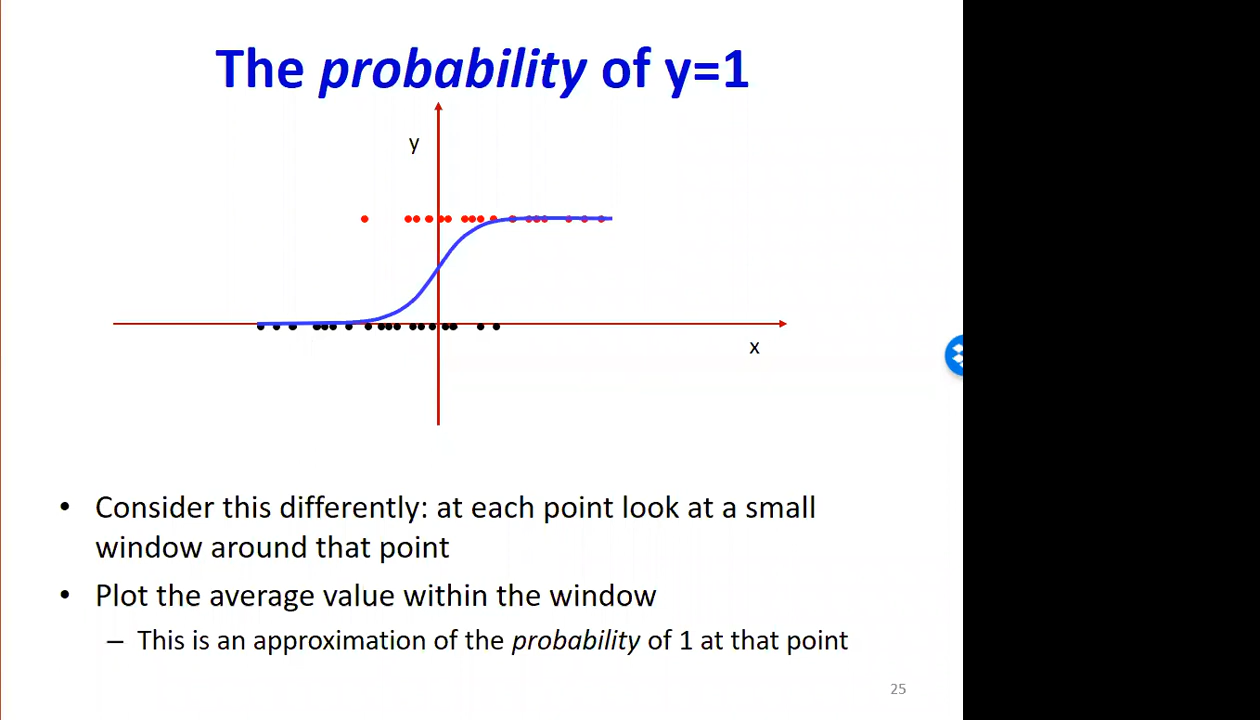 The probability of y=1
y
x
• Consider this differently: at each point look at a small
window around that point
• Plot the average value within the window
– This is an approximation of the probability of 1 at that point
25